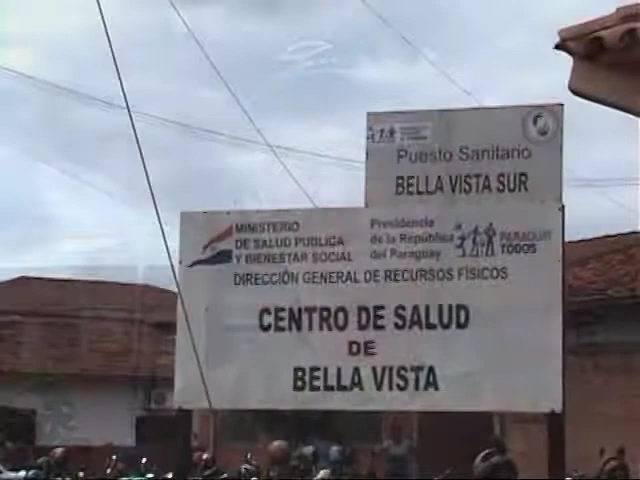 Puesto Sanitario
BELLA VISTA SUR
MINISTERIO
DE SALUD PUBLICA
Y BIENESTAR SOCIAL
Presidencia
de la República
del Paraguay
PARAGUAY
TODOS
DIRECCIÓN GENERAL DE RECURSOS FÍSICOS
CENTRO DE SALUD
DE
BELLA VISTA